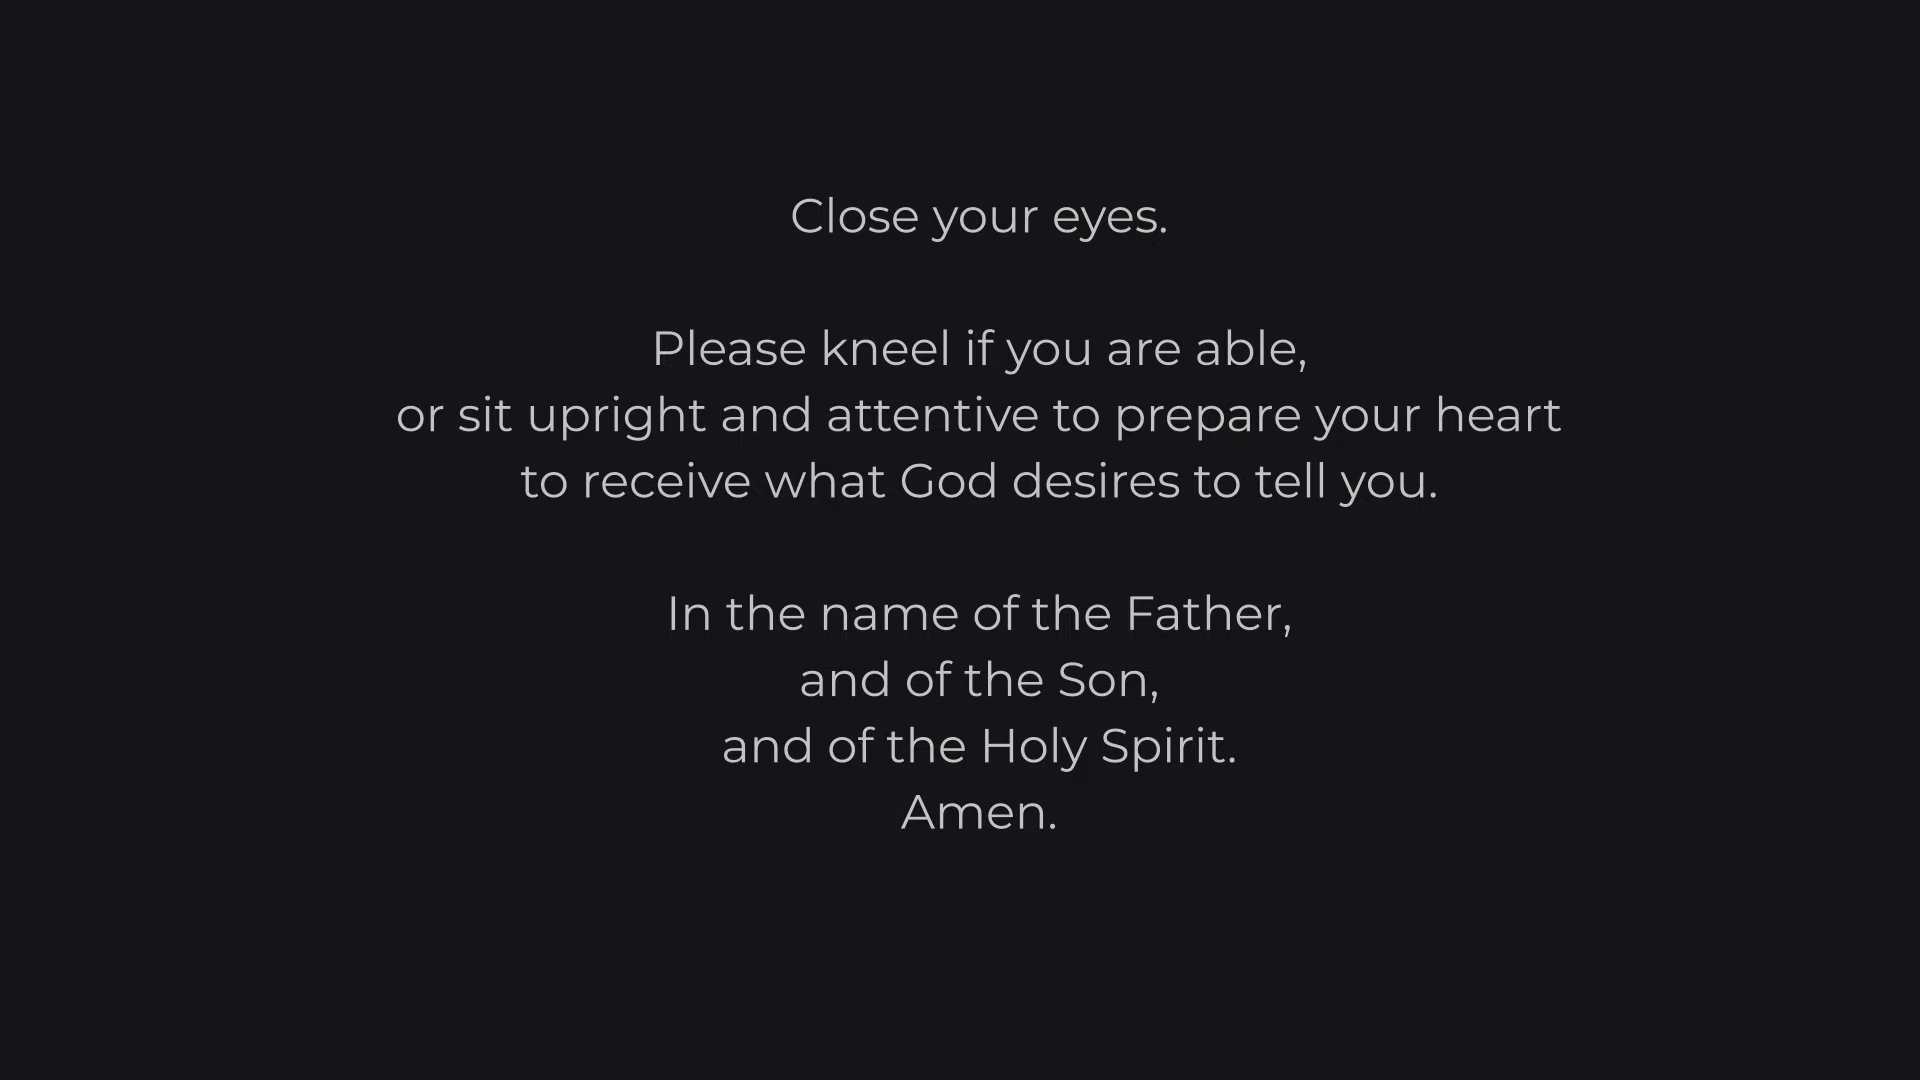 Close your eyes.
Please kneel if you are able,
or sit upright and attentive to prepare your heart
to receive what God desires to tell you.
In the name of the Father,
and of the Son,
and of the Holy Spirit.
Amen.